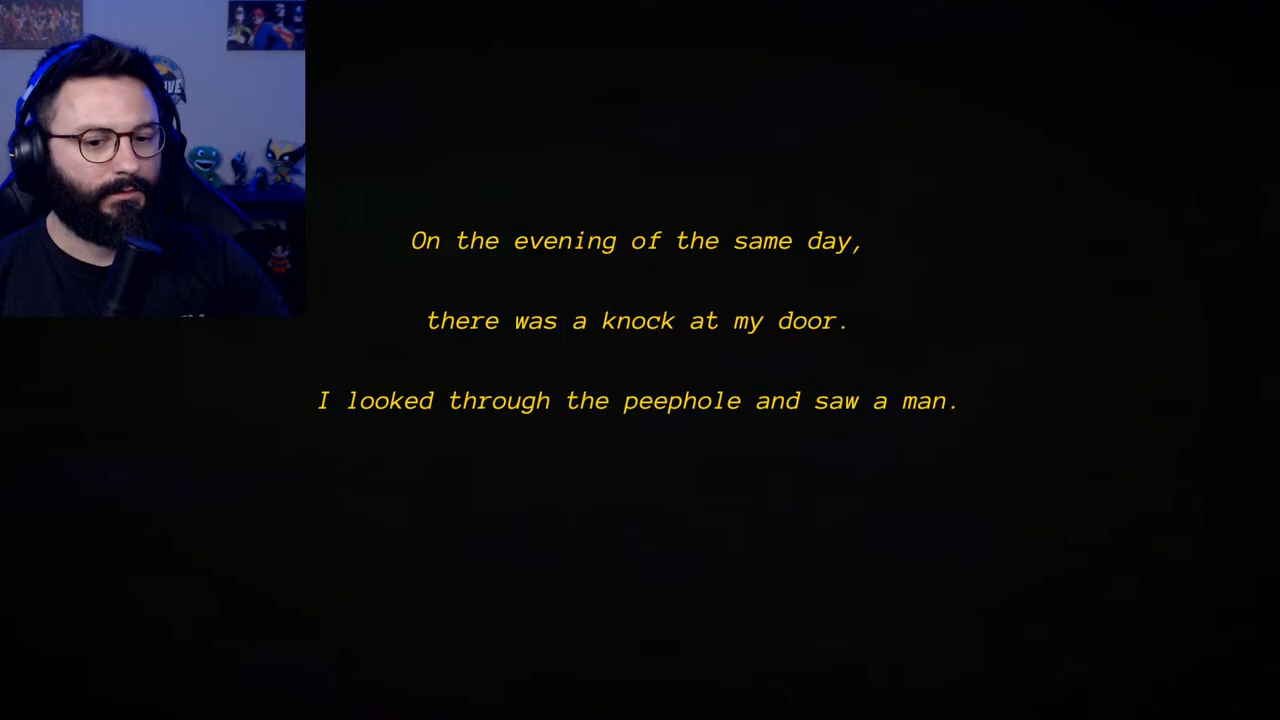 On the evening of the same day,
there was a knock at my door.
I looked through the peephole and saw a man.